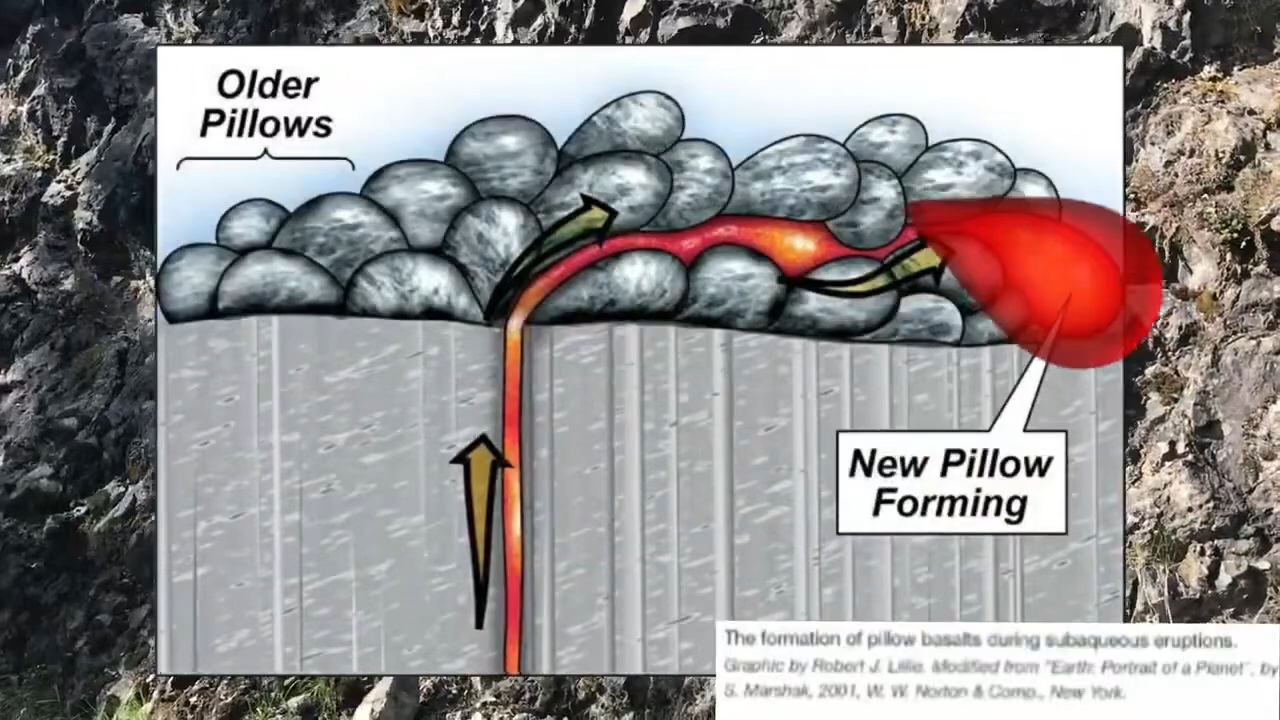 Older
Pillows
New Pillow
Forming
The formation of pillow basalts during subaqueous eruptions.
Graphic by Robert J. Lillie. Modified from "Earth: Portrait of a Planet", by
S. Marshak, 2001, W. W. Norton & Comp., New York.